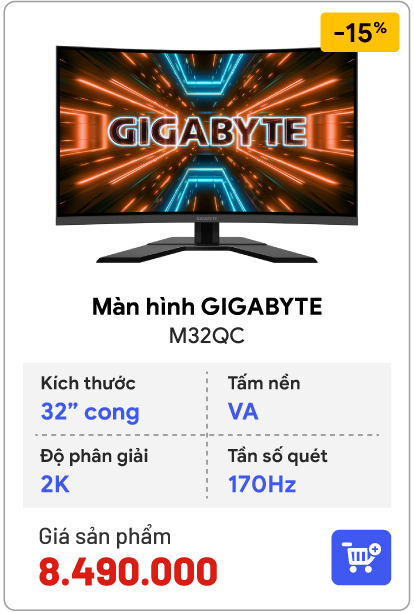 -15%
GIGABYTE
GIGABYTE
Màn hình GIGABYTE
M32QC
Kích thước
32” cong
Tấm nền
VA
Độ phân giải
2K
Tần số quét
170Hz
Giá sản phẩm
8.490.000